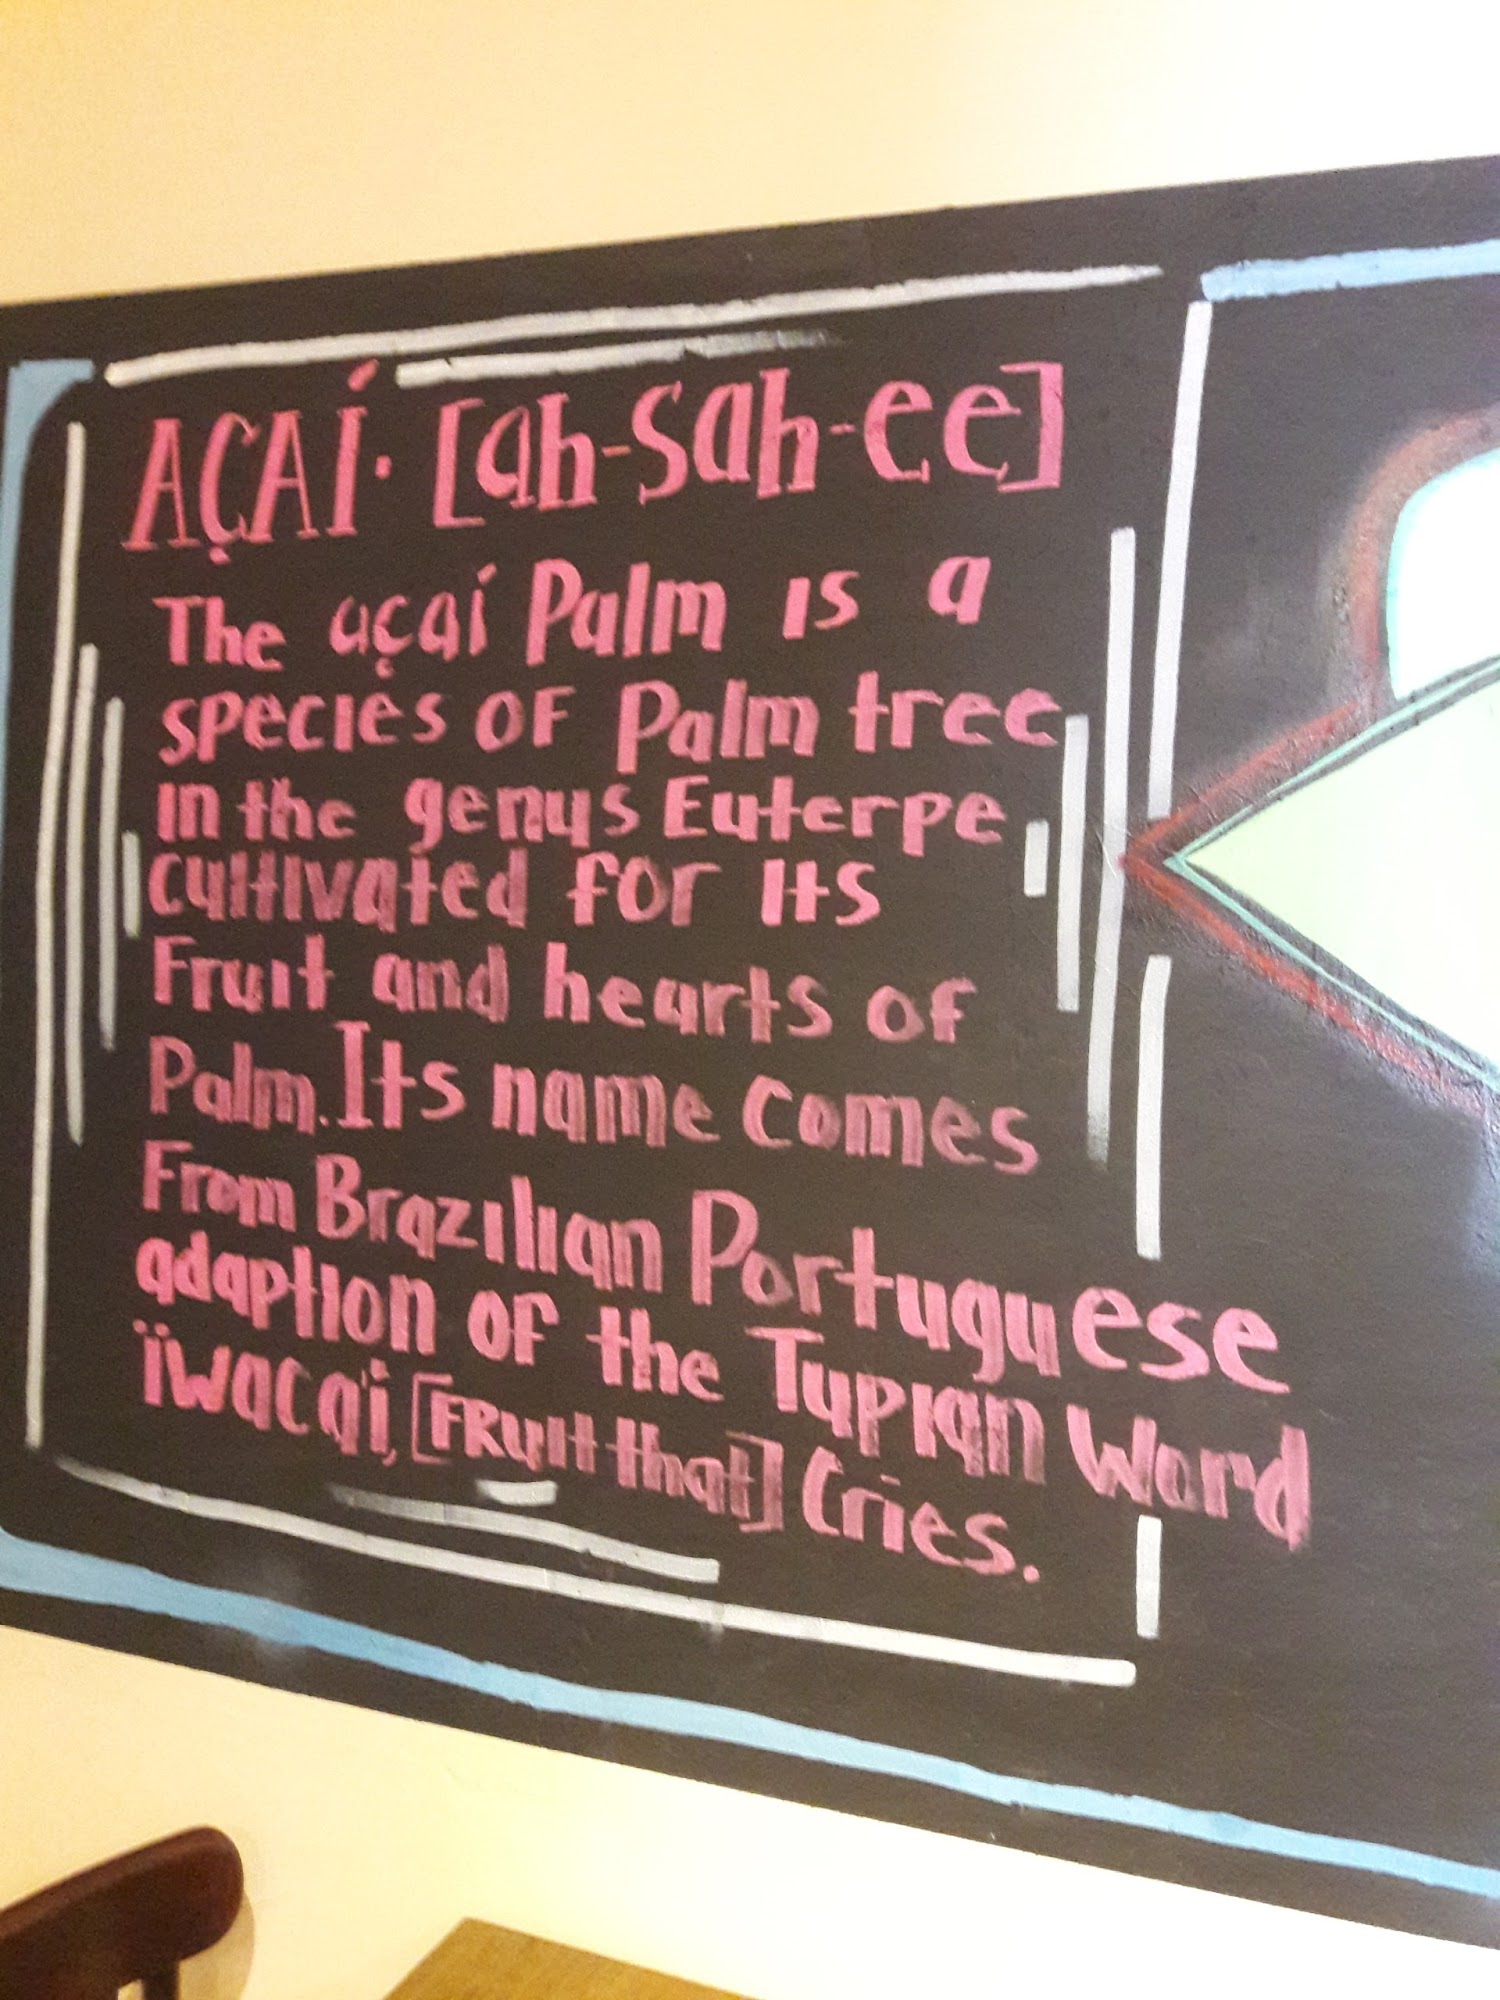 AÇAÍ· [ah-sah-ee]
The açaí Palm is a
species of Palm tree
in the genus Euterpe
cultivated for its
Fruit and hearts of
Palm. Its name comes
From Brazilian Portuguese
adaption of the Tupian Word
ïwaca'i, [FRuit that] Cries.